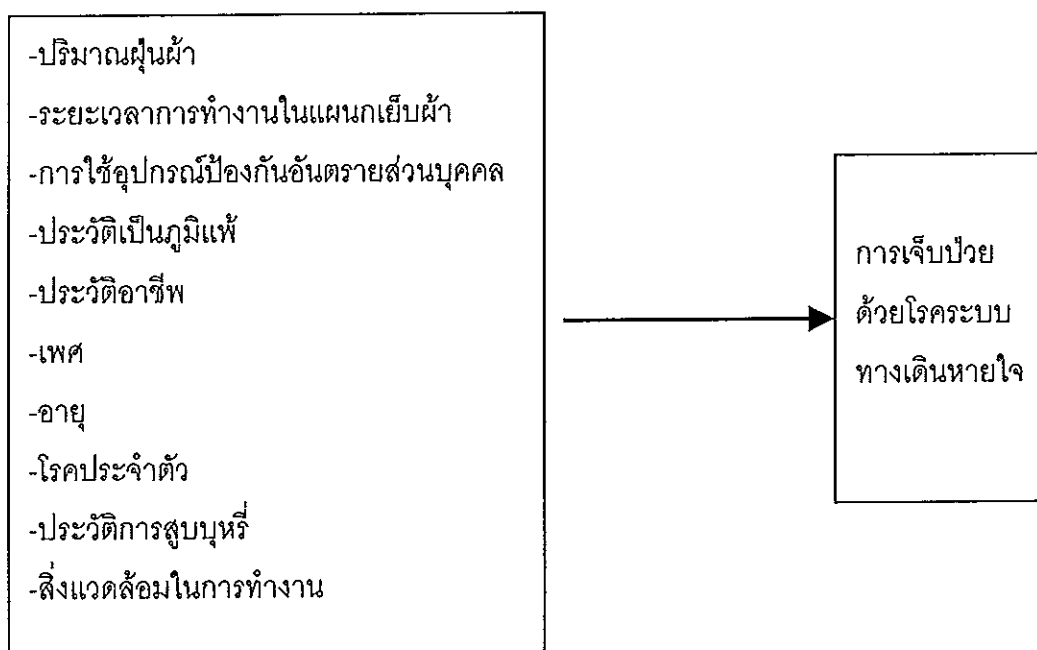 -ปริมาณฝุ่นผ้า
-ระยะเวลาการทำงานในแผนกเย็บผ้า
-การใช้อุปกรณ์ป้องกันอันตรายส่วนบุคคล
-ประวัติเป็นภูมิแพ้
-ประวัติอาชีพ
-เพศ
-อายุ
-โรคประจำตัว
-ประวัติการสูบบุหรี่
-สิ่งแวดล้อมในการทำงาน
การเจ็บป่วย
ด้วยโรคระบบ
ทางเดินหายใจ